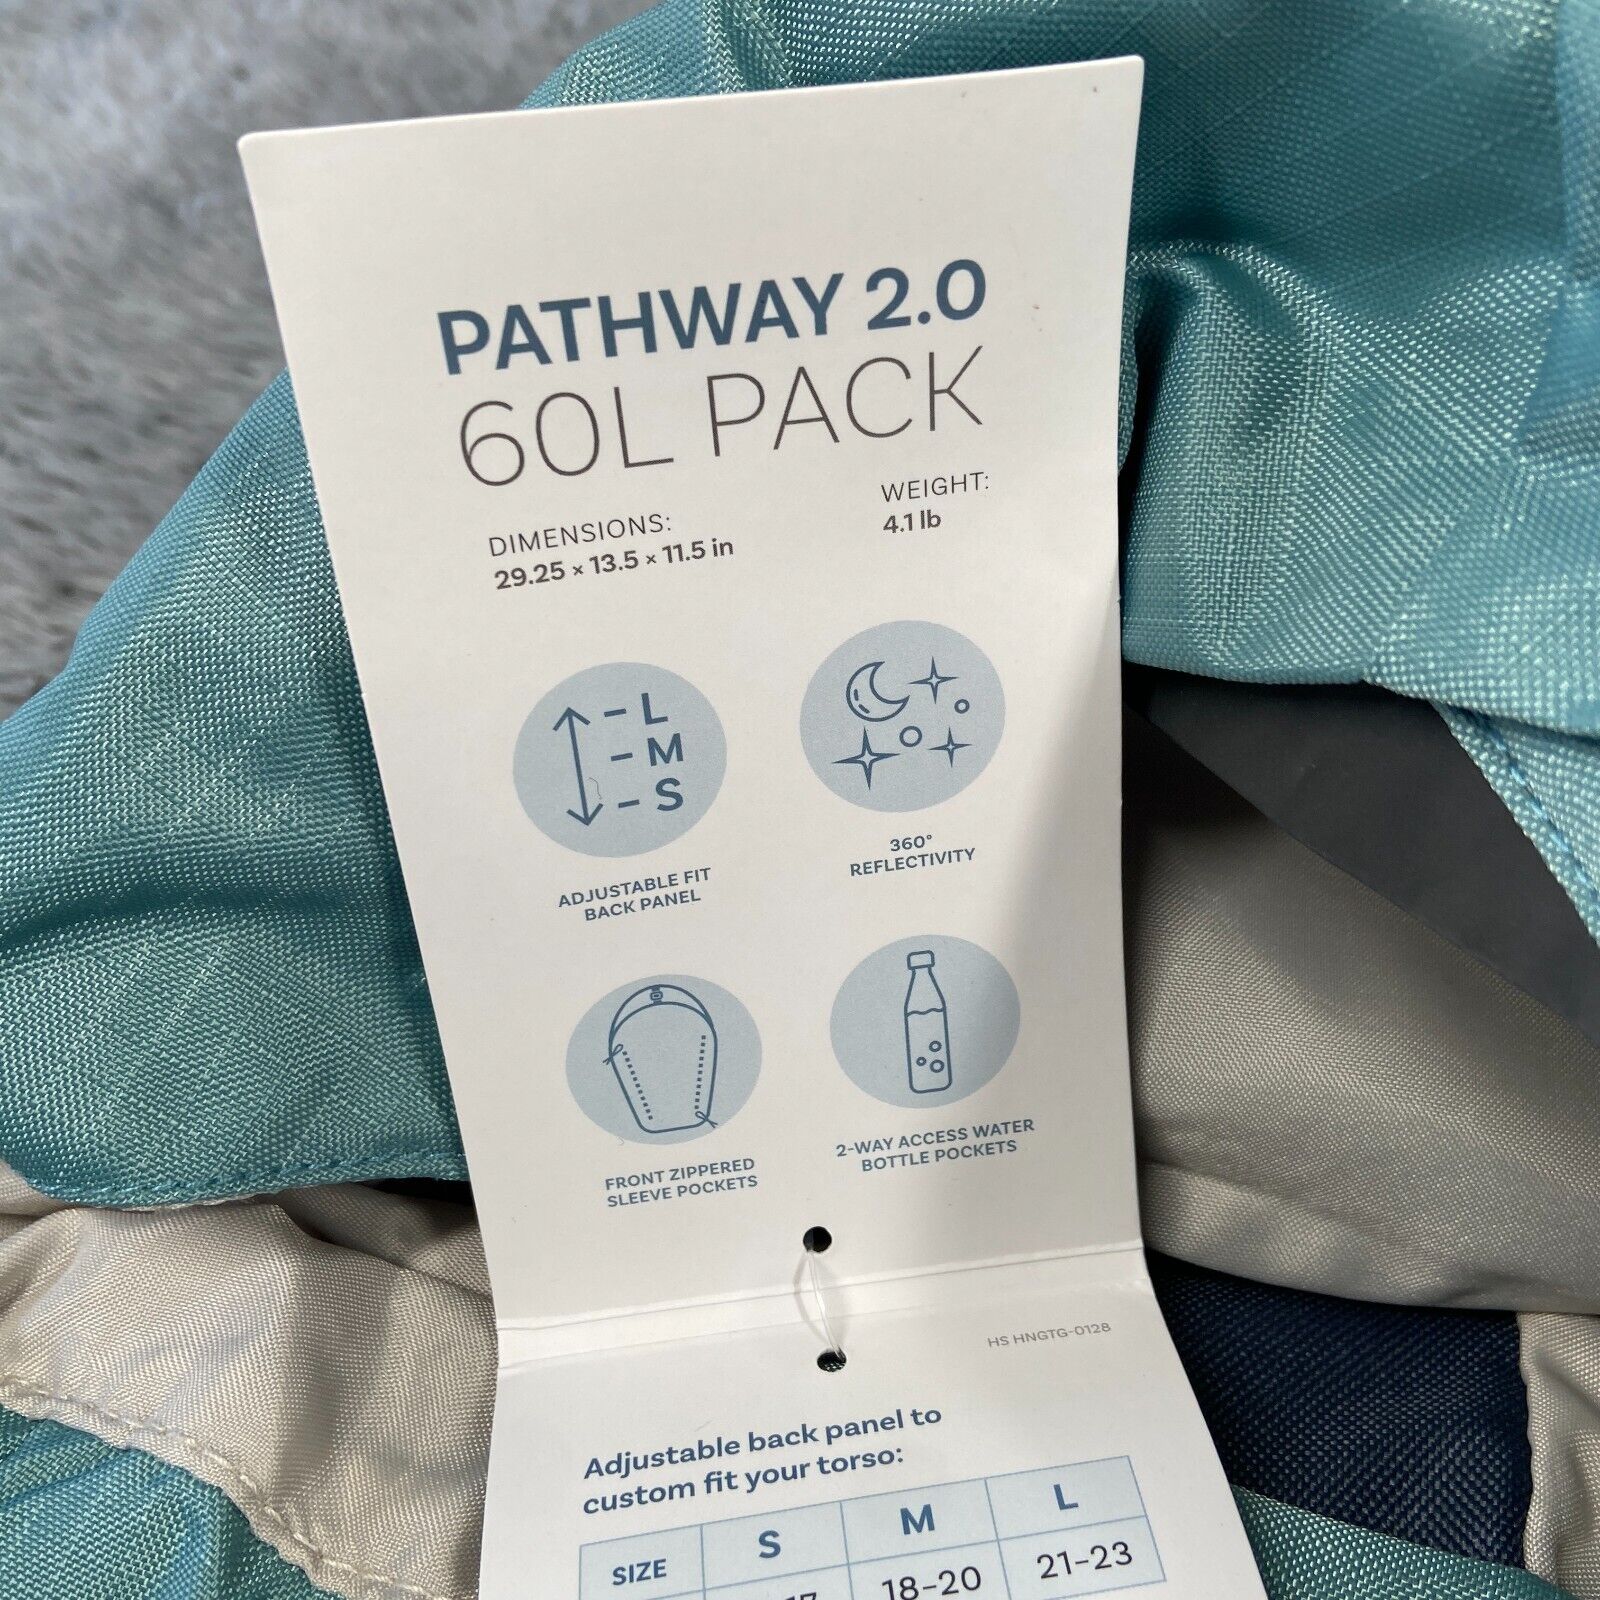 PATHWAY 2.0
60L PACK
DIMENSIONS:
29.25 × 13.5 × 11.5 in
WEIGHT:
4.1 lb
L
M
S
ADJUSTABLE FIT
BACK PANEL
360°
REFLECTIVITY
FRONT ZIPPERED
SLEEVE POCKETS
2-WAY ACCESS WATER
BOTTLE POCKETS
HS HNGTG-0128
Adjustable back panel to
custom fit your torso:
SIZE S M L
18-20 21-23